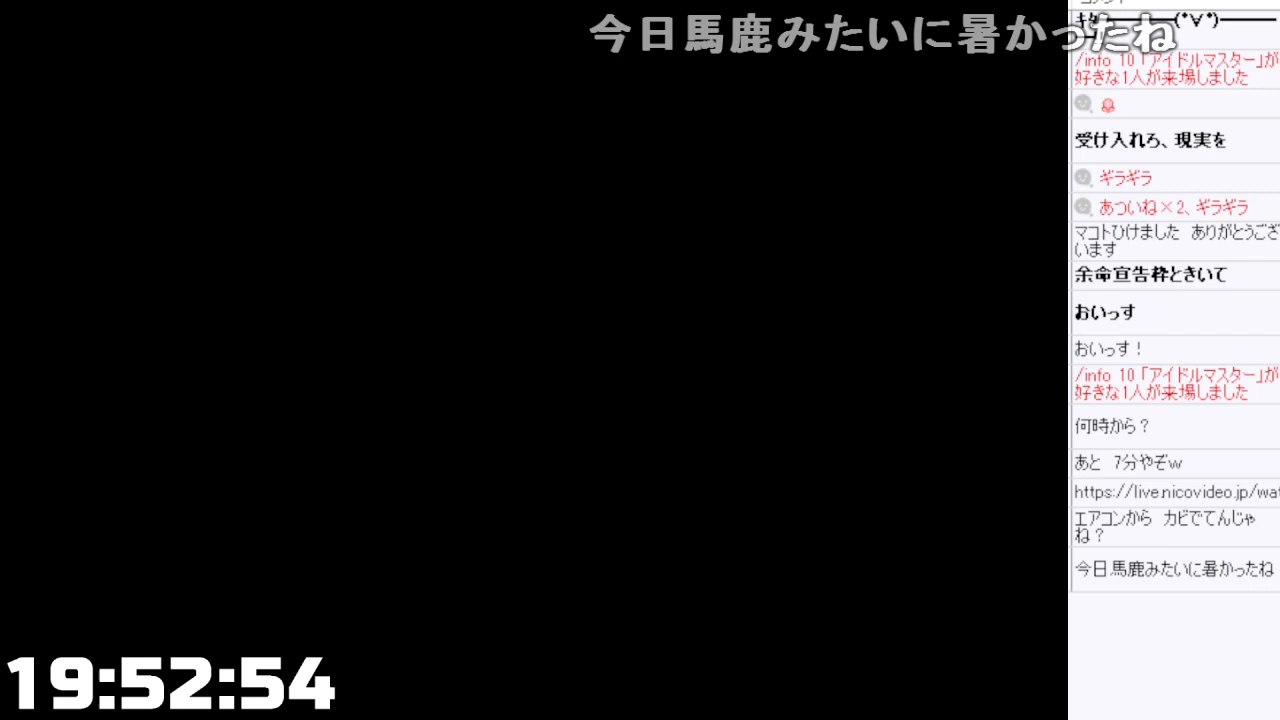 今日馬鹿みたいに暑かったね
/info 10 「アイドルマスター」が
好きな1人が来場しました
受け入れろ、現実を
ギラギラ
あついね×2、ギラギラ
マコトひけました ありがとうござ
います
余命宣告枠ときいて
おいっす
おいっす！
/info 10 「アイドルマスター」が
好きな1人が来場しました
何時から？
あと 7分やぞw
https://live.nicovideo.jp/wat
エアコンから カビでてんじゃ
ね？
今日馬鹿みたいに暑かったね
19:52:54